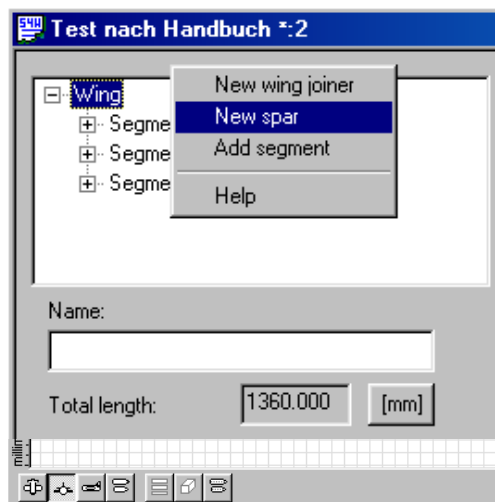 Test nach Handbuch *:2
Wing
New wing joiner
Segme
New spar
Segme
Add segment
Segme
Help
Name:
Total length:
1360.000
[mm]